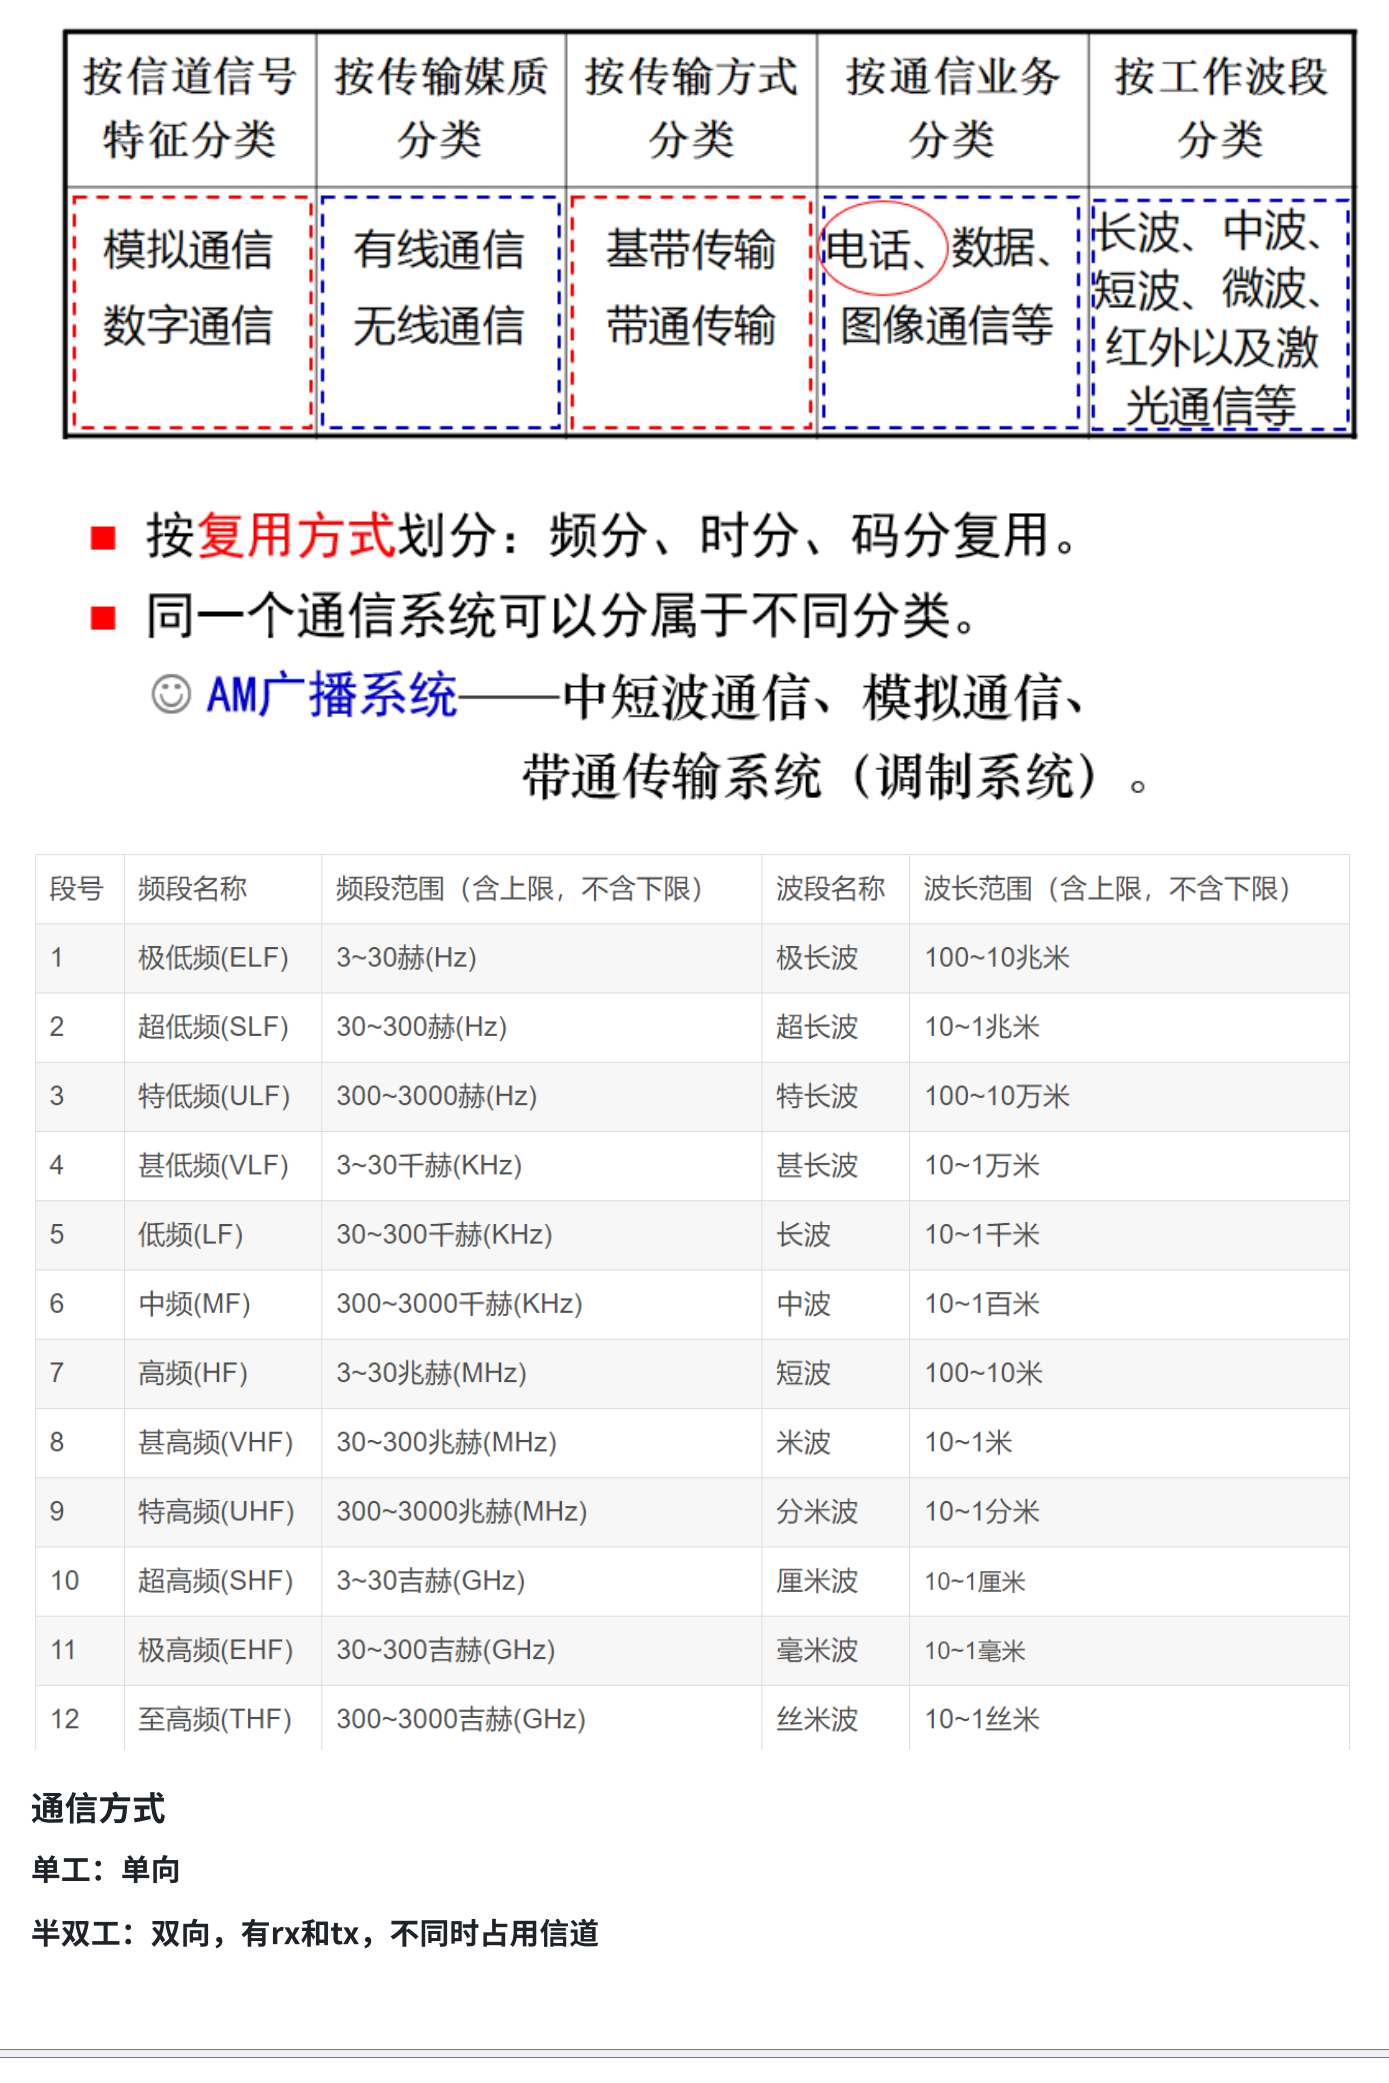 按信道信号特征分类 按传输媒质分类 按传输方式分类 按通信业务分类 按工作波段分类
模拟通信 数字通信 有线通信 无线通信 基带传输 带通传输 电话、数据、图像通信等 长波、中波、短波、微波、红外以及激光通信等
按复用方式划分：频分、时分、码分复用。
同一个通信系统可以分属于不同分类。
AM广播系统——中短波通信、模拟通信、
带通传输系统（调制系统）。
段号 频段名称 频段范围（含上限，不含下限） 波段名称 波长范围（含上限，不含下限）
1 极低频(ELF) 3~30赫(Hz) 极长波 100~10兆米
2 超低频(SLF) 30~300赫(Hz) 超长波 10~1兆米
3 特低频(ULF) 300~3000赫(Hz) 特长波 100~10万米
4 甚低频(VLF) 3~30千赫(KHz) 甚长波 10~1万米
5 低频(LF) 30~300千赫(KHz) 长波 10~1千米
6 中频(MF) 300~3000千赫(KHz) 中波 10~1百米
7 高频(HF) 3~30兆赫(MHz) 短波 100~10米
8 甚高频(VHF) 30~300兆赫(MHz) 米波 10~1米
9 特高频(UHF) 300~3000兆赫(MHz) 分米波 10~1分米
10 超高频(SHF) 3~30吉赫(GHz) 厘米波 10~1厘米
11 极高频(EHF) 30~300吉赫(GHz) 毫米波 10~1毫米
12 至高频(THF) 300~3000吉赫(GHz) 丝米波 10~1丝米
通信方式
单工：单向
半双工：双向，有rx和tx，不同时占用信道